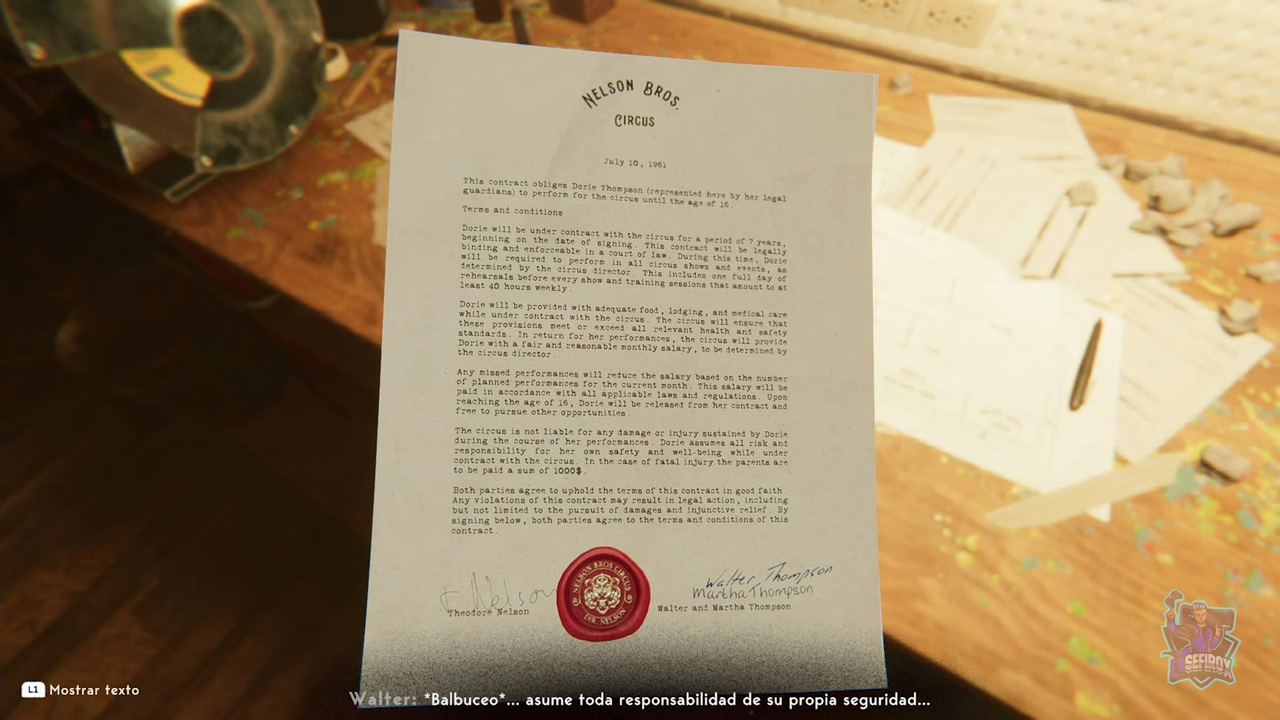 NELSON BROS.
CIRCUS
July 10, 1961
This contract obliges Dorie Thompson (represented here by her legal
guardians) to perform for the circus until the age of 16.
Terms and conditions
Dorie will be under contract with the circus for a period of 7 years,
beginning on the date of signing. This contract will be legally
binding and enforceable in a court of law. During this time, Dorie
will be required to perform in all circus shows and events, as
determined by the circus director. This includes one full day of
rehearsals before every show and training sessions that amount to at
least 40 hours weekly.
Dorie will be provided with adequate food, lodging, and medical care
while under contract with the circus. The circus will ensure that
these provisions meet or exceed all relevant health and safety
standards. In return for her performances, the circus will provide
Dorie with a fair and reasonable monthly salary, to be determined by
the circus director.
Any missed performances will reduce the salary based on the number
of planned performances for the current month. This salary will be
paid in accordance with all applicable laws and regulations. Upon
reaching the age of 16, Dorie will be released from her contract and
free to pursue other opportunities.
The circus is not liable for any damage or injury sustained by Dorie
during the course of her performances. Dorie assumes all risk and
responsibility for her own safety and well-being while under
contract with the circus. In the case of fatal injury the parents are
to be paid a sum of 1000$.
Both parties agree to uphold the terms of this contract in good faith.
Any violations of this contract may result in legal action, including
but not limited to the pursuit of damages and injunctive relief. By
signing below, both parties agree to the terms and conditions of this
contract.
Nelson
Theodore Nelson
NELSON BROS CIRCUS
DIR. NELSON
Walter Thompson
Martha Thompson
Walter and Martha Thompson
SEFIROX
L1 Mostrar texto
Walter: *Balbuceo*... asume toda responsabilidad de su propia seguridad...